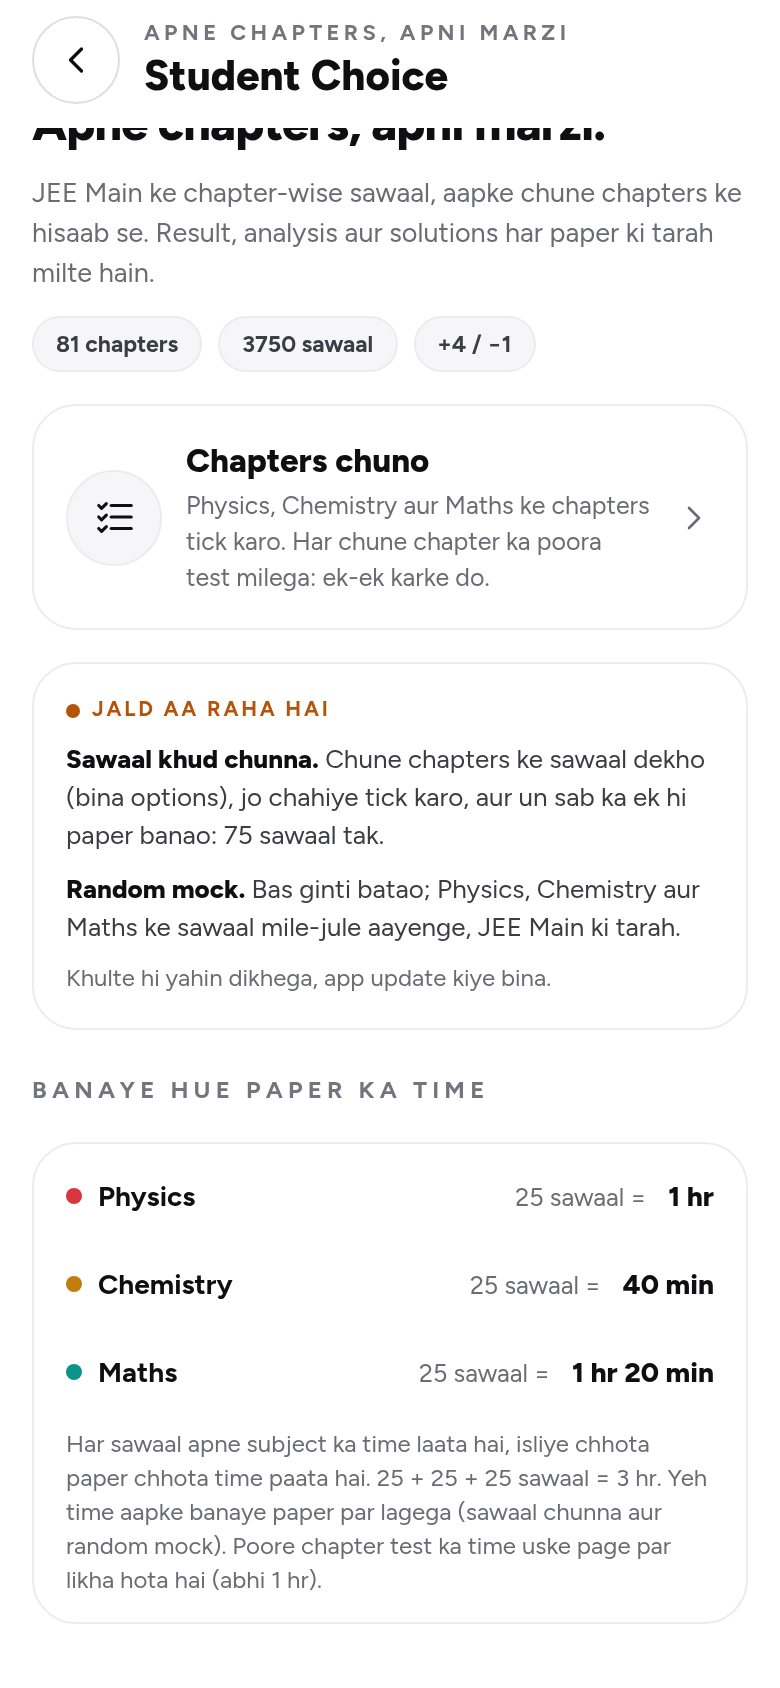 APNE CHAPTERS, APNI MARZI
Student Choice
Apne chapters, apni marzi.
JEE Main ke chapter-wise sawaal, aapke chune chapters ke
hisaab se. Result, analysis aur solutions har paper ki tarah
milte hain.
81 chapters
3750 sawaal
+4 / −1
Chapters chuno
Physics, Chemistry aur Maths ke chapters
tick karo. Har chune chapter ka poora
test milega: ek-ek karke do.
JALD AA RAHA HAI
Sawaal khud chunna. Chune chapters ke sawaal dekho
(bina options), jo chahiye tick karo, aur un sab ka ek hi
paper banao: 75 sawaal tak.
Random mock. Bas ginti batao; Physics, Chemistry aur
Maths ke sawaal mile-jule aayenge, JEE Main ki tarah.
Khulte hi yahin dikhega, app update kiye bina.
BANAYE HUE PAPER KA TIME
Physics 25 sawaal = 1 hr
Chemistry 25 sawaal = 40 min
Maths 25 sawaal = 1 hr 20 min
Har sawaal apne subject ka time laata hai, isliye chhota
paper chhota time paata hai. 25 + 25 + 25 sawaal = 3 hr. Yeh
time aapke banaye paper par lagega (sawaal chunna aur
random mock). Poore chapter test ka time uske page par
likha hota hai (abhi 1 hr).